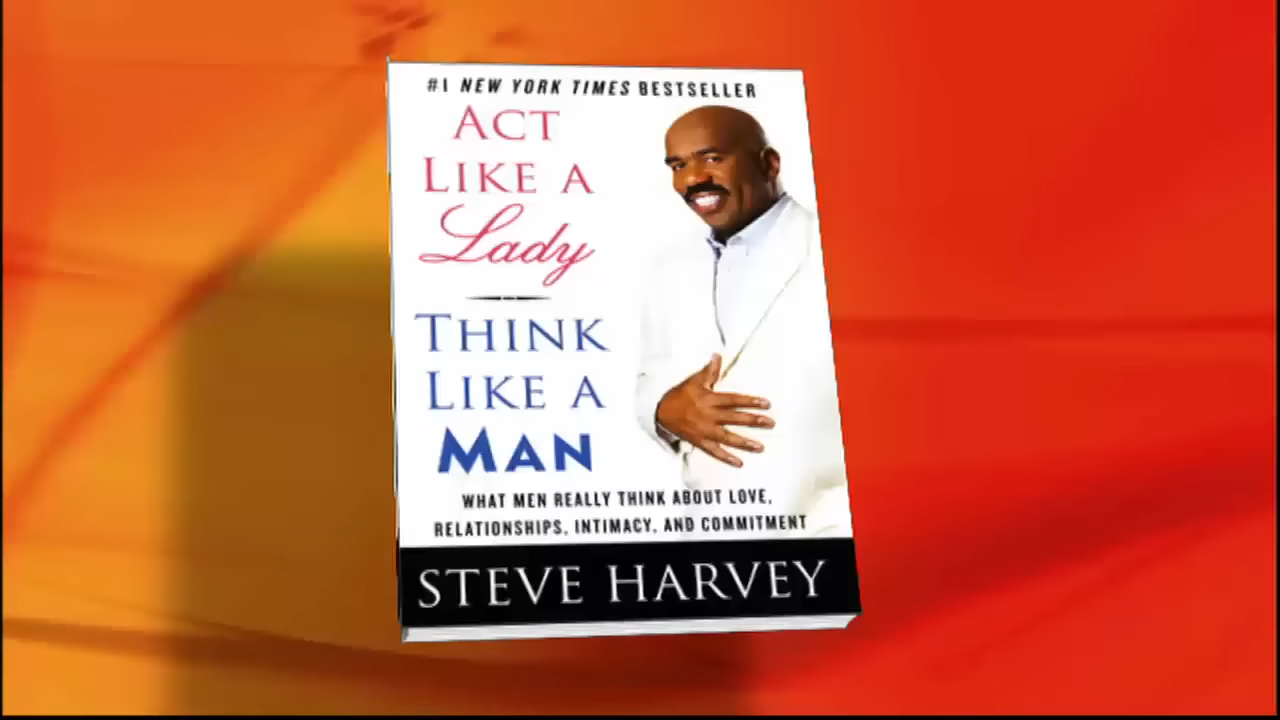 #1 NEW YORK TIMES BESTSELLER
ACT
LIKE A
Lady
THINK
LIKE A
MAN
WHAT MEN REALLY THINK ABOUT LOVE,
RELATIONSHIPS, INTIMACY, AND COMMITMENT
STEVE HARVEY